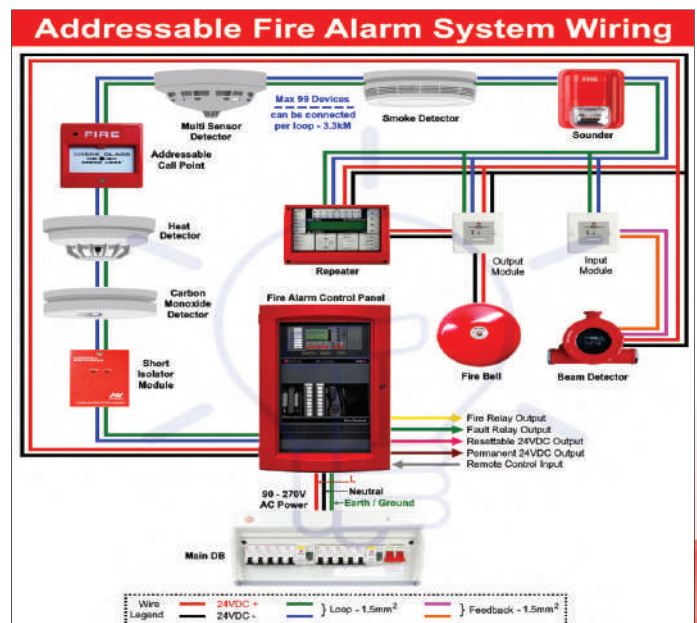 Addressable Fire Alarm System Wiring
Multi Sensor
Detector
Max 99 Devices
can be connected
per loop - 3.3kM
Smoke Detector
FIRE
Sounder
FIRE
Addressable
Call Point
Heat
Detector
Carbon
Monoxide
Detector
Short
Isolator
Module
Repeater
Output
Module
Input
Module
Fire Alarm Control Panel
Fire Bell
Beam Detector
Fire Relay Output
Fault Relay Output
Resettable 24VDC Output
Permanent 24VDC Output
Remote Control Input
90 - 270V
AC Power
L
Neutral
Earth / Ground
Main DB
Wire
Legend
24VDC +
24VDC -
Loop - 1.5mm²
Feedback - 1.5mm²